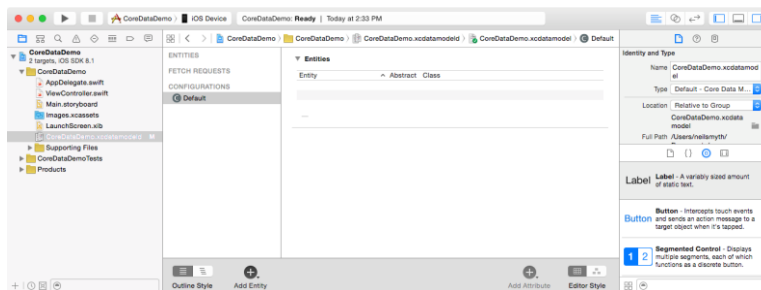 CoreDataDemo iOS Device
CoreDataDemo: Ready | Today at 2:33 PM
CoreDataDemo
2 targets, iOS SDK 8.1
CoreDataDemo
AppDelegate.swift
ViewController.swift
Main.storyboard
Images.xcassets
LaunchScreen.xib
CoreDataDemo.xcdatamodeld M
Supporting Files
CoreDataDemoTests
Products
CoreDataDemo CoreDataDemo CoreDataDemo.xcdatamodeld CoreDataDemo.xcdatamodel Default
ENTITIES
FETCH REQUESTS
CONFIGURATIONS
Default
Entities
Entity Abstract Class
Outline Style Add Entity Add Attribute Editor Style
Identity and Type
Name CoreDataDemo.xcdatamod
el
Type Default - Core Data M...
Location Relative to Group
CoreDataDemo.xcdata
model
Full Path /Users/neilsmyth/
Label Label - A variably sized amount
of static text.
Button Button - Intercepts touch events
and sends an action message to a
target object when it's tapped.
1 2 Segmented Control - Displays
multiple segments, each of which
functions as a discrete button.